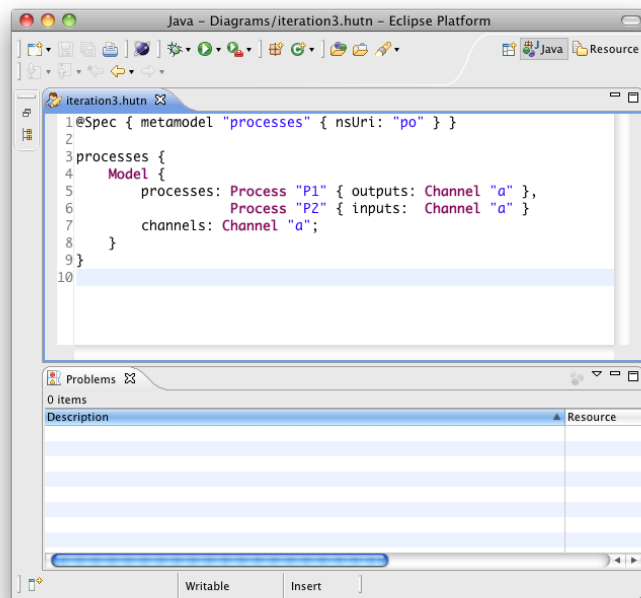 Java – Diagrams/iteration3.hutn – Eclipse Platform
Java Resource
iteration3.hutn
1 @Spec { metamodel "processes" { nsUri: "po" } }
2
3 processes {
4 Model {
5 processes: Process "P1" { outputs: Channel "a" },
6 Process "P2" { inputs: Channel "a" }
7 channels: Channel "a";
8 }
9 }
10
Problems
0 items
Description Resource
Writable Insert